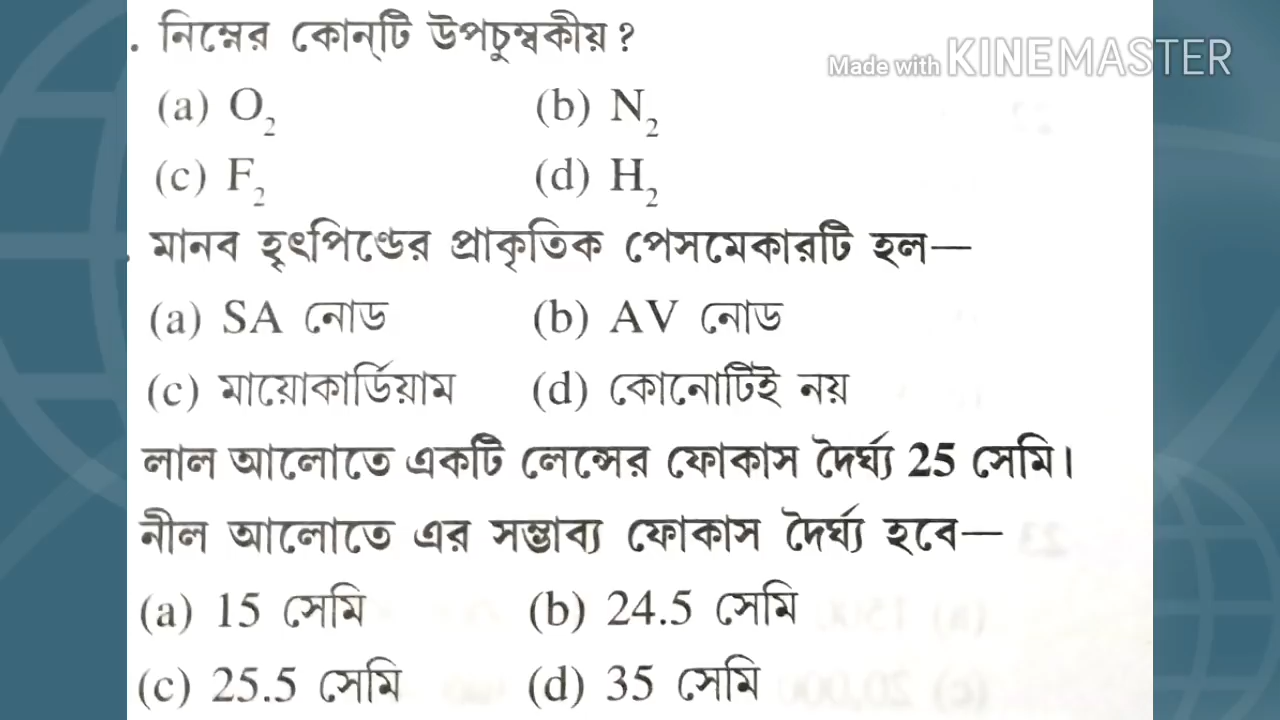 . নিম্নের কোন্‌টি উপচুম্বকীয় ?
Made with KINEMASTER
(a) O₂ (b) N₂
(c) F₂ (d) H₂
. মানব হৃৎপিণ্ডের প্রাকৃতিক পেসমেকারটি হল—
(a) SA নোড (b) AV নোড
(c) মায়োকার্ডিয়াম (d) কোনোটিই নয়
লাল আলোতে একটি লেন্সের ফোকাস দৈর্ঘ্য 25 সেমি।
নীল আলোতে এর সম্ভাব্য ফোকাস দৈর্ঘ্য হবে—
(a) 15 সেমি (b) 24.5 সেমি
(c) 25.5 সেমি (d) 35 সেমি